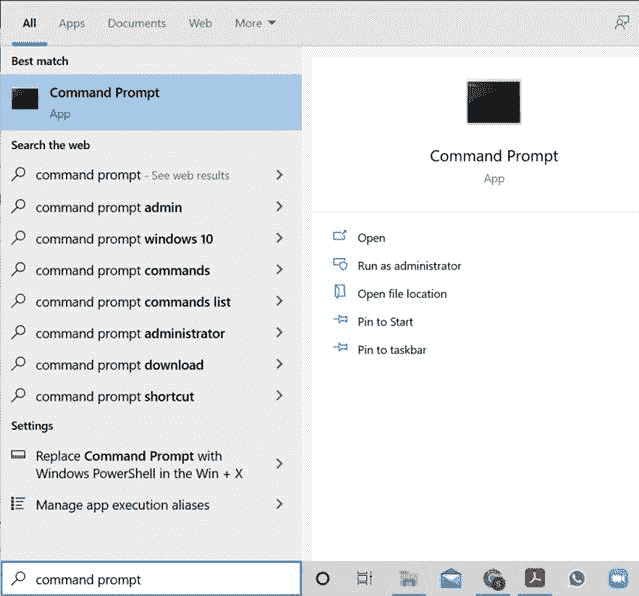 All Apps Documents Web More
Best match
Command Prompt
App
Search the web
command prompt - See web results
command prompt admin
command prompt windows 10
command prompt commands
command prompt commands list
command prompt administrator
command prompt download
command prompt shortcut
Settings
Replace Command Prompt with
Windows PowerShell in the Win + X
Manage app execution aliases
command prompt
Command Prompt
App
Open
Run as administrator
Open file location
Pin to Start
Pin to taskbar